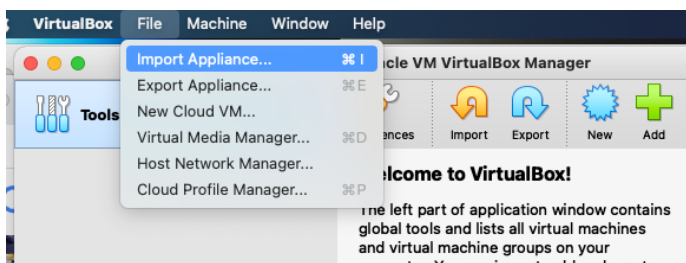 VirtualBox File Machine Window Help
Import Appliance... ⌘ I
Export Appliance... ⌘E
New Cloud VM...
Virtual Media Manager... ⌘D
Host Network Manager...
Cloud Profile Manager... ⌘P
acle VM VirtualBox Manager
Tools
ences Import Export New Add
elcome to VirtualBox!
The left part of application window contains
global tools and lists all virtual machines
and virtual machine groups on your